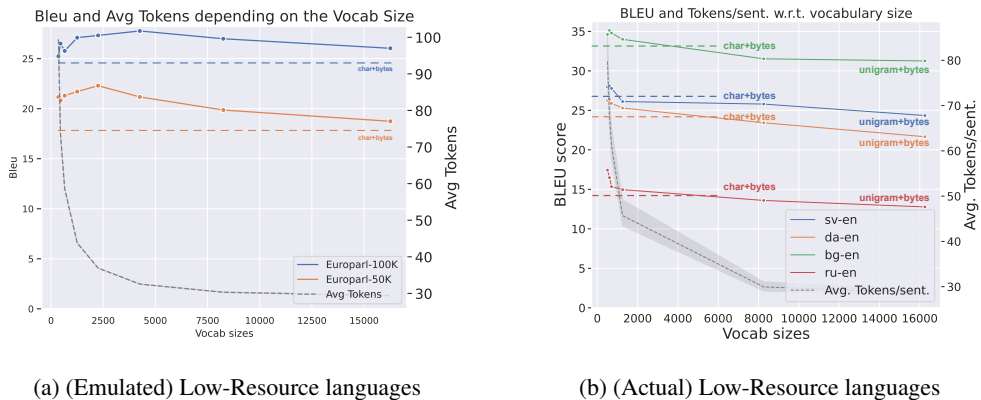 Bleu and Avg Tokens depending on the Vocab Size
Bleu
25
20
15
10
5
0
100
90
80
70
60
50
40
30
Avg Tokens
char+bytes
char+bytes
Europarl-100K
Europarl-50K
Avg Tokens
0 2500 5000 7500 10000 12500 15000
Vocab sizes
(a) (Emulated) Low-Resource languages
BLEU and Tokens/sent. w.r.t. vocabulary size
BLEU score
35
30
25
20
15
10
5
0
80
70
60
50
40
30
Avg. Tokens/sent.
char+bytes
unigram+bytes
char+bytes
unigram+bytes
char+bytes
unigram+bytes
char+bytes
unigram+bytes
sv-en
da-en
bg-en
ru-en
Avg. Tokens/sent.
0 2000 4000 6000 8000 10000 12000 14000 16000
Vocab sizes
(b) (Actual) Low-Resource languages